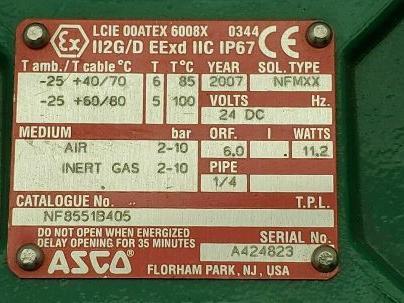 Ex LCIE 00ATEX 6008X 0344
II2G/D EExd IIC IP67
T amb./T cable °C T T°C YEAR SOL. TYPE
-25 +40/70 6 85 2007 NFMXX
-25 +60/80 5 100 VOLTS Hz.
24 DC
MEDIUM bar ORF. I WATTS
AIR 2-10 6.0 11.2
INERT GAS 2-10 PIPE
1/4
CATALOGUE No. T.P.L.
NF8551B405
DO NOT OPEN WHEN ENERGIZED
DELAY OPENING FOR 35 MINUTES SERIAL No.
ASCO A424823
FLORHAM PARK, NJ, USA